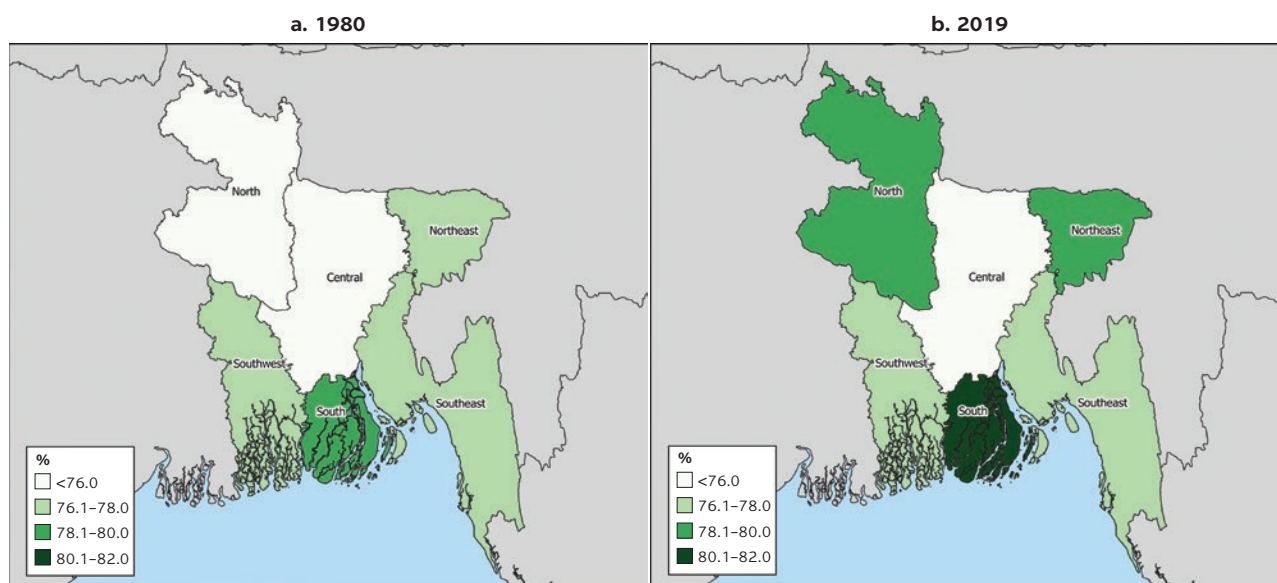 a. 1980
North
Northeast
Central
Southwest
South
Southeast
%
<76.0
76.1–78.0
78.1–80.0
80.1–82.0
b. 2019
North
Northeast
Central
Southwest
South
Southeast
%
<76.0
76.1–78.0
78.1–80.0
80.1–82.0